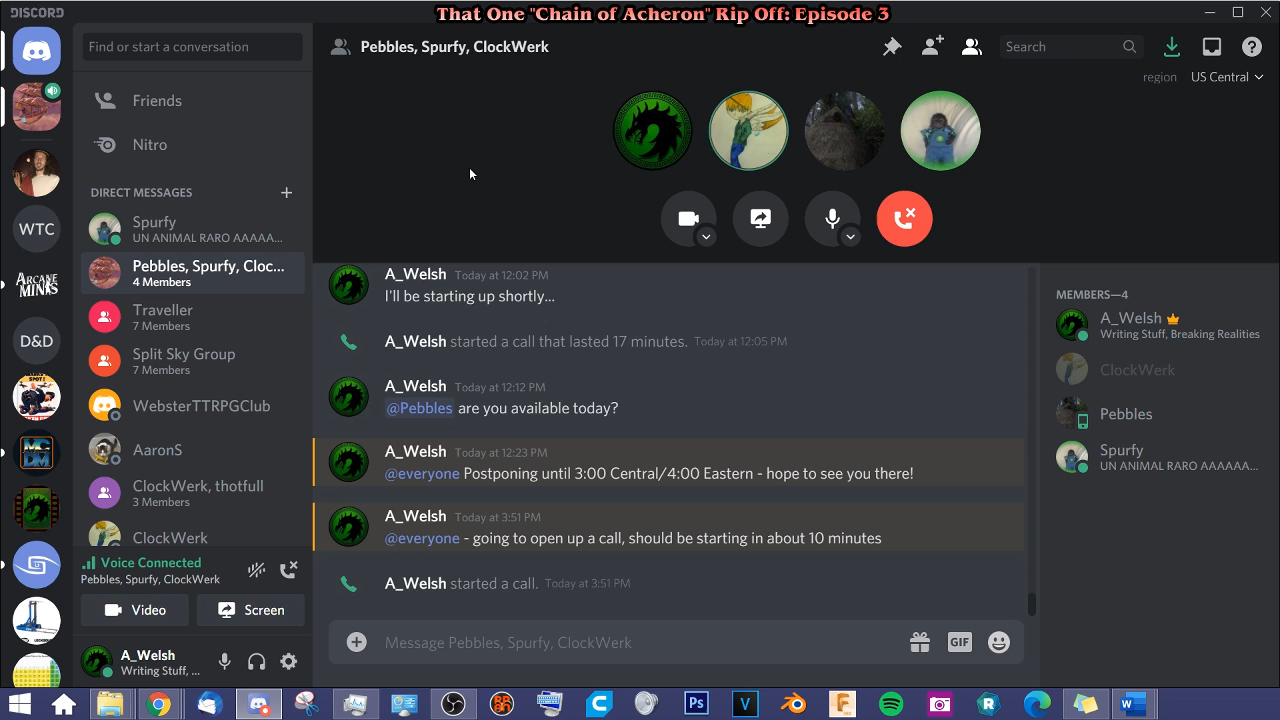 DISCORD
That One "Chain of Acheron" Rip Off: Episode 3
Find or start a conversation
Pebbles, Spurfy, ClockWerk
Search
region US Central
Friends
Nitro
DIRECT MESSAGES
Spurfy
UN ANIMAL RARO AAAAA...
Pebbles, Spurfy, Cloc...
4 Members
Traveller
7 Members
Split Sky Group
7 Members
WebsterTTRPGClub
AaronS
ClockWerk, thotfull
3 Members
ClockWerk
WTC
ARCANE MINKS
D&D
MCDM
Voice Connected
Pebbles, Spurfy, ClockWerk
Video
Screen
A_Welsh
Writing Stuff, ...
A_Welsh Today at 12:02 PM
I'll be starting up shortly...
A_Welsh started a call that lasted 17 minutes. Today at 12:05 PM
A_Welsh Today at 12:12 PM
@Pebbles are you available today?
A_Welsh Today at 12:23 PM
@everyone Postponing until 3:00 Central/4:00 Eastern - hope to see you there!
A_Welsh Today at 3:51 PM
@everyone - going to open up a call, should be starting in about 10 minutes
A_Welsh started a call. Today at 3:51 PM
Message Pebbles, Spurfy, ClockWerk
GIF
MEMBERS—4
A_Welsh
Writing Stuff, Breaking Realities
ClockWerk
Pebbles
Spurfy
UN ANIMAL RARO AAAAAA...
Ps
V
F
R
W